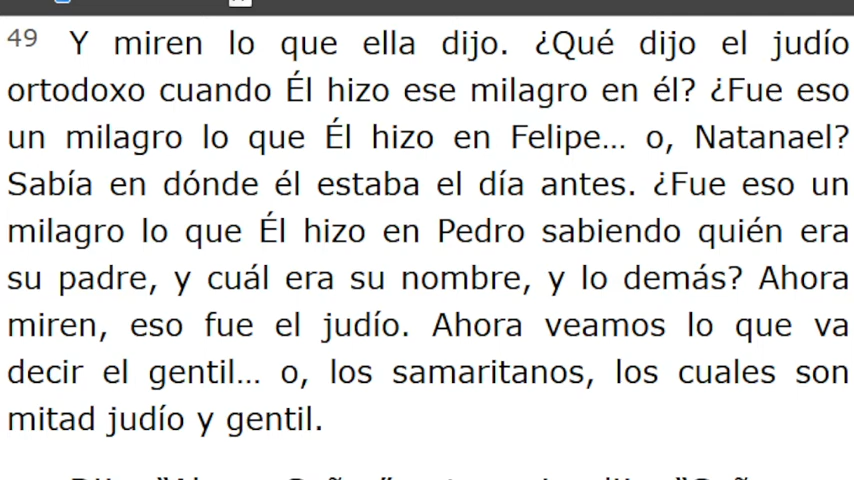 49 Y miren lo que ella dijo. ¿Qué dijo el judío
ortodoxo cuando Él hizo ese milagro en él? ¿Fue eso
un milagro lo que Él hizo en Felipe… o, Natanael?
Sabía en dónde él estaba el día antes. ¿Fue eso un
milagro lo que Él hizo en Pedro sabiendo quién era
su padre, y cuál era su nombre, y lo demás? Ahora
miren, eso fue el judío. Ahora veamos lo que va
decir el gentil… o, los samaritanos, los cuales son
mitad judío y gentil.